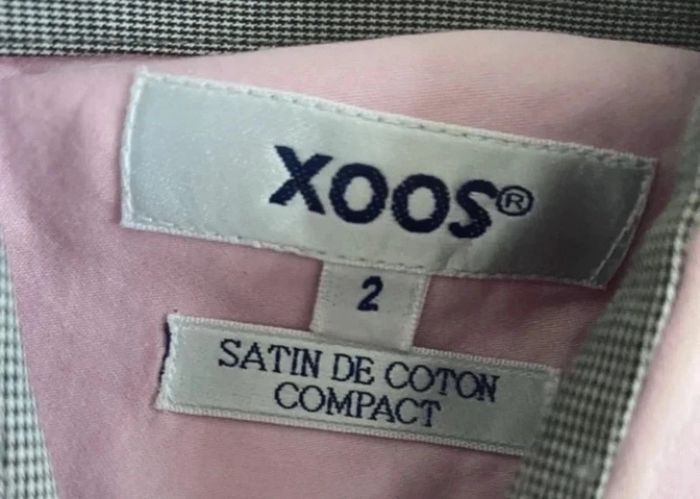 XOOS®
2
SATIN DE COTON
COMPACT